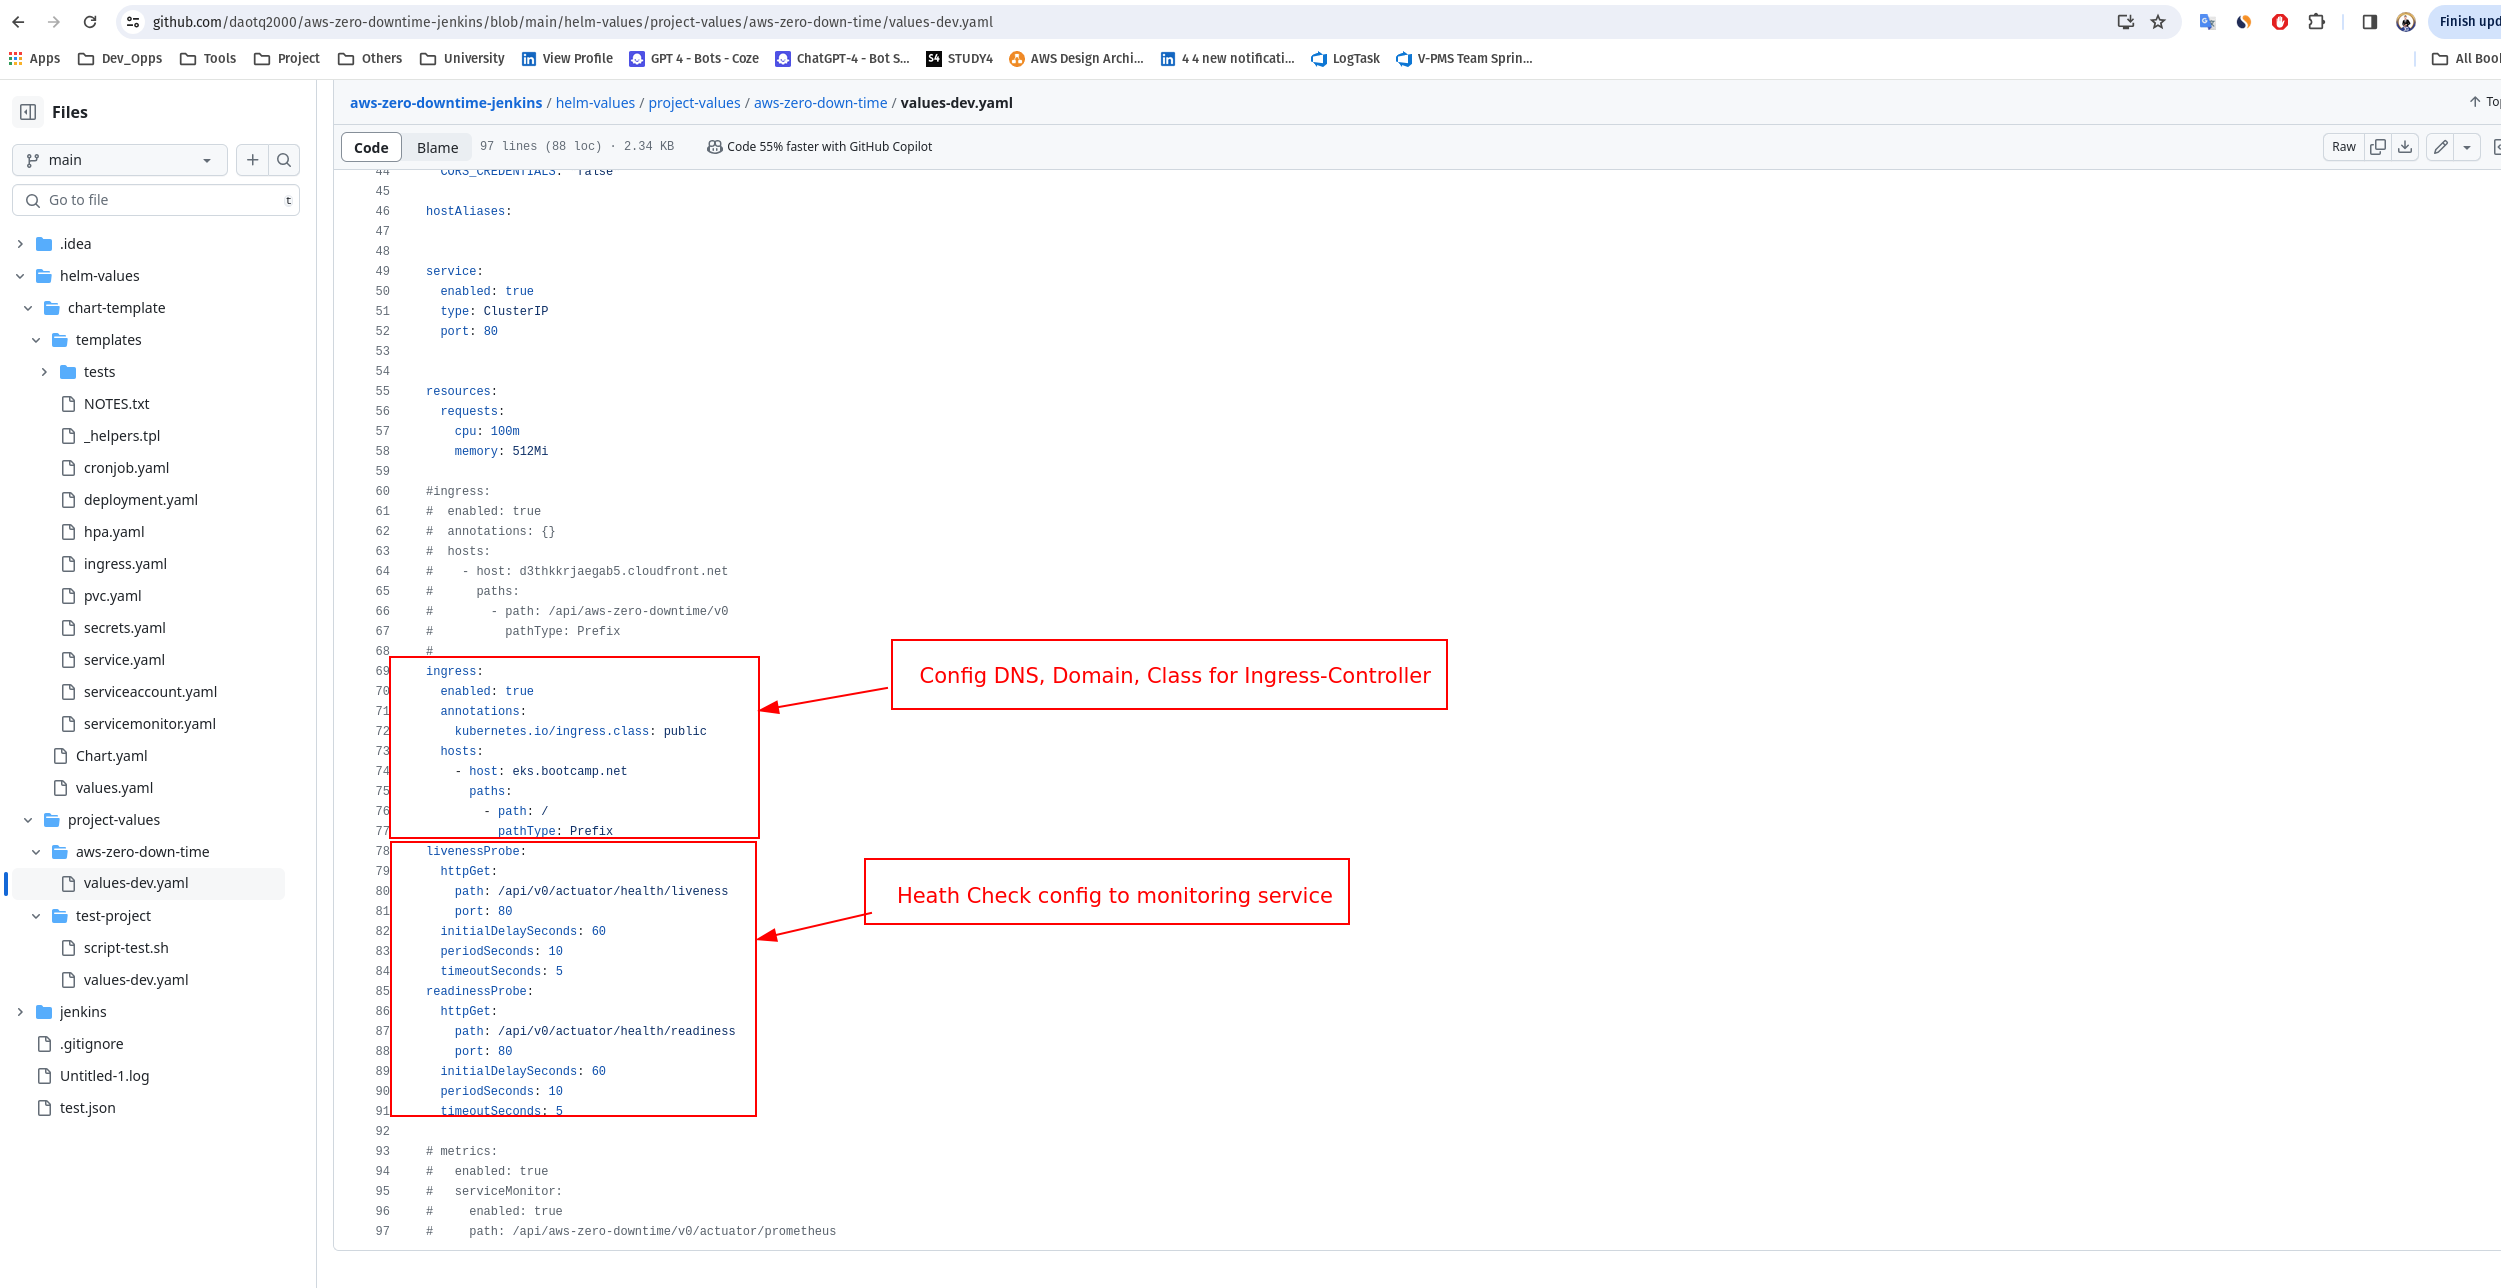 github.com/daotq2000/aws-zero-downtime-jenkins/blob/main/helm-values/project-values/aws-zero-down-time/values-dev.yaml
Finish upd
Apps Dev_Opps Tools Project Others University View Profile GPT 4 - Bots - Coze ChatGPT-4 - Bot S... STUDY4 AWS Design Archi... 4 4 new notificati... LogTask V-PMS Team Sprin... All Boo
Files
main
Go to file
t
.idea
helm-values
chart-template
templates
tests
NOTES.txt
_helpers.tpl
cronjob.yaml
deployment.yaml
hpa.yaml
ingress.yaml
pvc.yaml
secrets.yaml
service.yaml
serviceaccount.yaml
servicemonitor.yaml
Chart.yaml
values.yaml
project-values
aws-zero-down-time
values-dev.yaml
test-project
script-test.sh
values-dev.yaml
jenkins
.gitignore
Untitled-1.log
test.json
aws-zero-downtime-jenkins / helm-values / project-values / aws-zero-down-time / values-dev.yaml
Top
Code Blame 97 lines (88 loc) · 2.34 KB Code 55% faster with GitHub Copilot
Raw
44 CORS_CREDENTIALS: "false"
45
46 hostAliases:
47
48
49 service:
50 enabled: true
51 type: ClusterIP
52 port: 80
53
54
55 resources:
56 requests:
57 cpu: 100m
58 memory: 512Mi
59
60 #ingress:
61 # enabled: true
62 # annotations: {}
63 # hosts:
64 # - host: d3thkkrjaegab5.cloudfront.net
65 # paths:
66 # - path: /api/aws-zero-downtime/v0
67 # pathType: Prefix
68 #
69 ingress:
70 enabled: true
71 annotations:
72 kubernetes.io/ingress.class: public
73 hosts:
74 - host: eks.bootcamp.net
75 paths:
76 - path: /
77 pathType: Prefix
78 livenessProbe:
79 httpGet:
80 path: /api/v0/actuator/health/liveness
81 port: 80
82 initialDelaySeconds: 60
83 periodSeconds: 10
84 timeoutSeconds: 5
85 readinessProbe:
86 httpGet:
87 path: /api/v0/actuator/health/readiness
88 port: 80
89 initialDelaySeconds: 60
90 periodSeconds: 10
91 timeoutSeconds: 5
92
93 # metrics:
94 # enabled: true
95 # serviceMonitor:
96 # enabled: true
97 # path: /api/aws-zero-downtime/v0/actuator/prometheus
Config DNS, Domain, Class for Ingress-Controller
Heath Check config to monitoring service